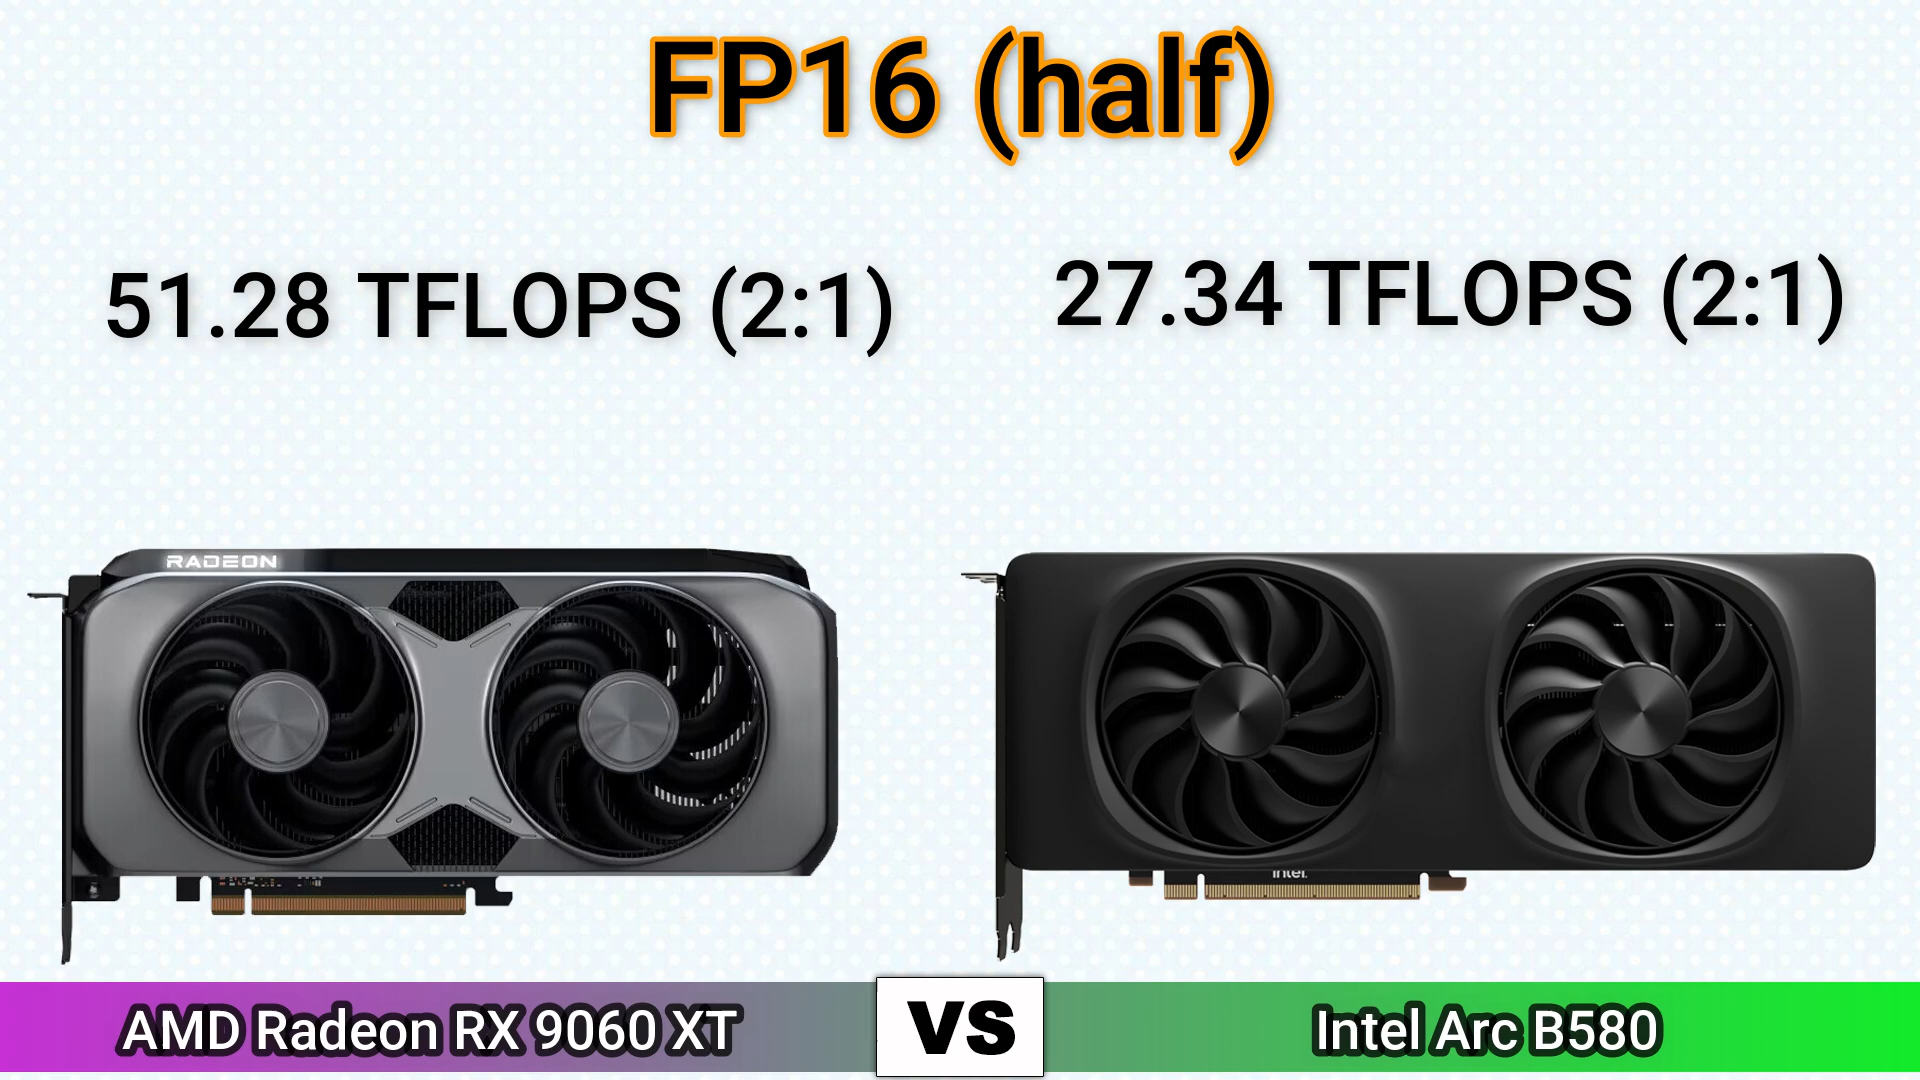 FP16 (half)
51.28 TFLOPS (2:1)
27.34 TFLOPS (2:1)
RADEON
intel.
AMD Radeon RX 9060 XT
VS
Intel Arc B580